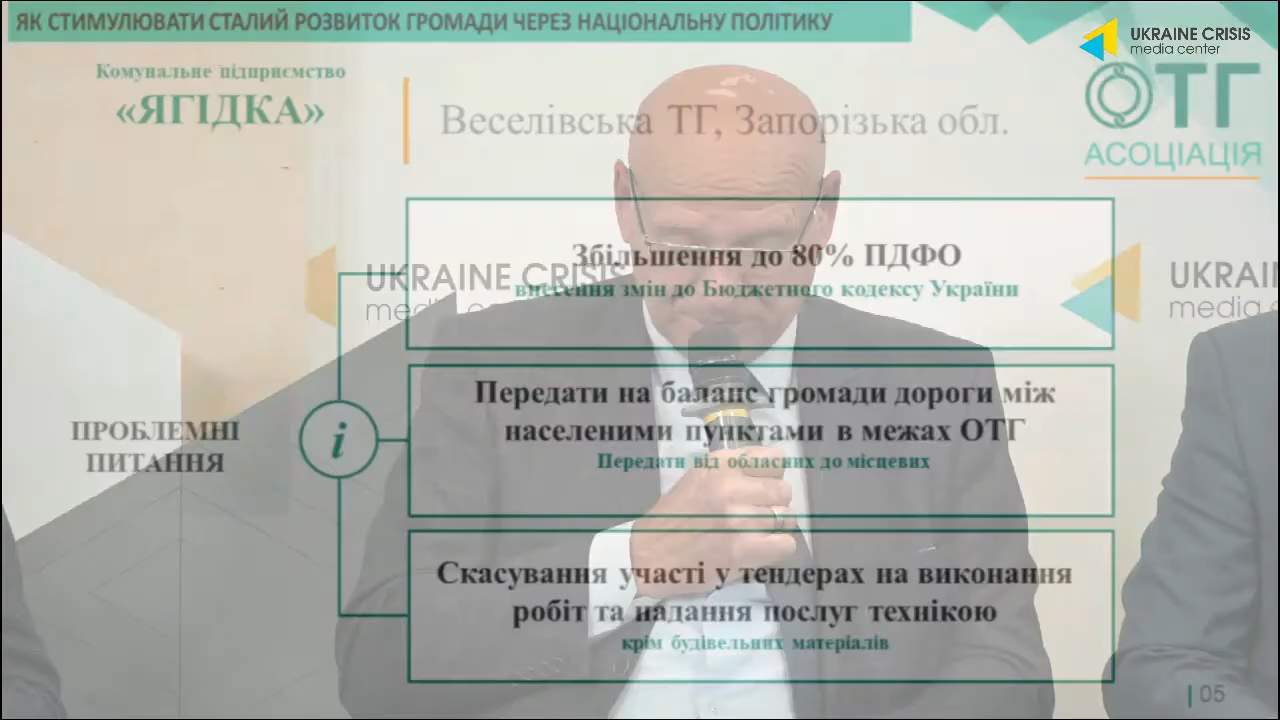 ЯК СТИМУЛЮВАТИ СТАЛИЙ РОЗВИТОК ГРОМАДИ ЧЕРЕЗ НАЦІОНАЛЬНУ ПОЛІТИКУ
UKRAINE CRISIS
media center
Комунальне підприємство
«ЯГІДКА»
Веселівська ТГ, Запорізька обл.
ОТГ
АСОЦІАЦІЯ
Збільшення до 80% ПДФО
внесення змін до Бюджетного кодексу України
UKRAINE CRISIS
media
UKRAI
media
ПРОБЛЕМНІ
ПИТАННЯ
i
Передати на баланс громади дороги між
населеними пунктами в межах ОТГ
Передати від обласних до місцевих
Скасування участі у тендерах на виконання
робіт та надання послуг технікою
крім будівельних матеріалів
05